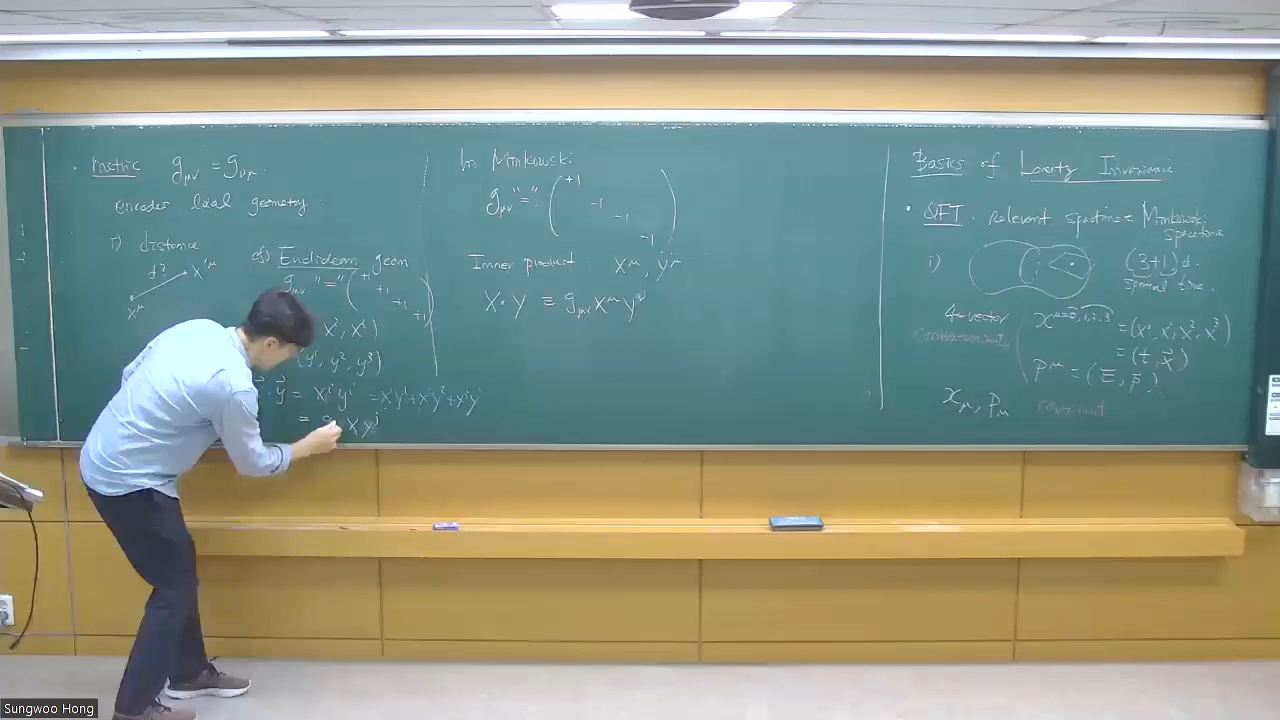 · metric g_μν = g_νμ.
encodes local geometry
i) distance
d? x'^μ
x^μ
cf) Euclidean geom
g_μν "=" ( +1 +1 +1 +1 )
x², x³)
(y¹, y², y³)
· y⃗ = x^i y^i = x¹y¹+x²y²+x³y³
= x^i y^j
In Minkowski
g_μν "=" ( +1 -1 -1 -1 )
Inner product x^μ, y^μ
x · y ≡ g_μν x^μ y^ν
Basics of Lorentz Invariance
· QFT. relevant spacetime = Minkowski
spacetime
i) (3+1) d.
spatial time.
4-vector x^μ=0,1,2,3 = (x⁰, x¹, x², x³)
contravariant = (t, x⃗)
p^μ = (E, p⃗).
x_μ, p_μ covariant
Sungwoo Hong